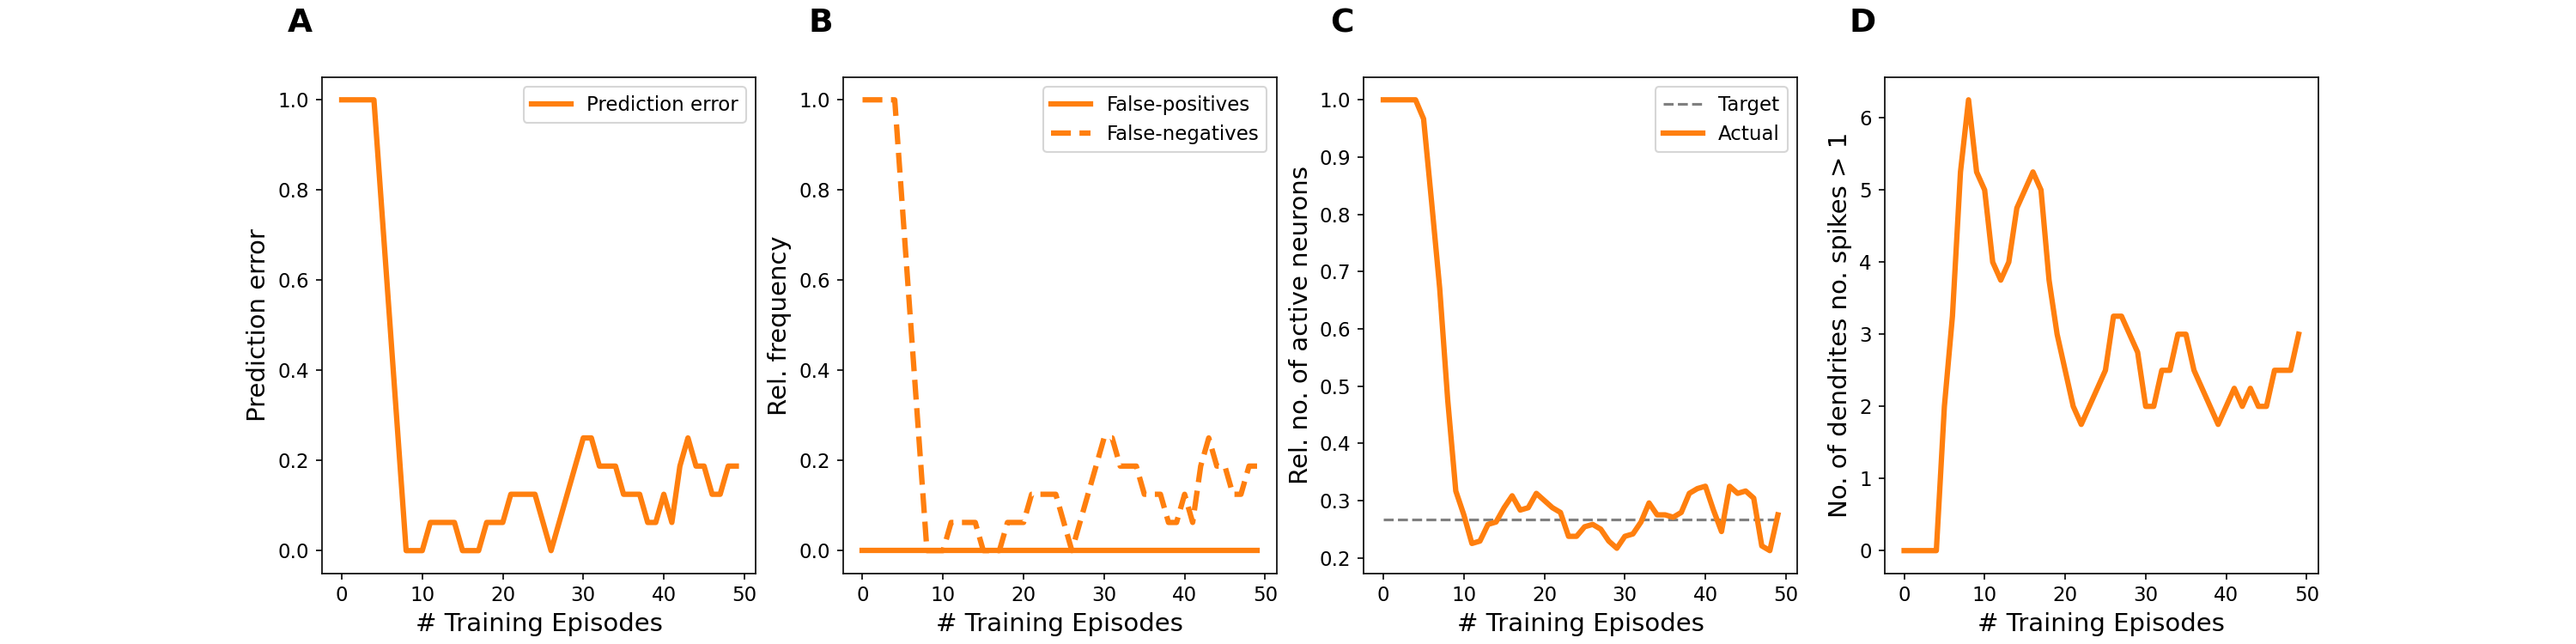 A
Prediction error
1.0
0.8
0.6
0.4
0.2
0.0
Prediction error
0 10 20 30 40 50
# Training Episodes
B
Rel. frequency
1.0
0.8
0.6
0.4
0.2
0.0
False-positives
False-negatives
0 10 20 30 40 50
# Training Episodes
C
Rel. no. of active neurons
1.0
0.9
0.8
0.7
0.6
0.5
0.4
0.3
0.2
Target
Actual
0 10 20 30 40 50
# Training Episodes
D
No. of dendrites no. spikes > 1
6
5
4
3
2
1
0
0 10 20 30 40 50
# Training Episodes